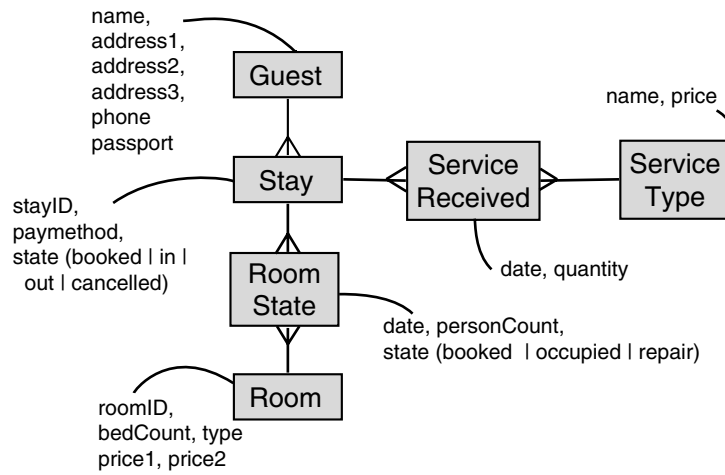 name,
address1,
address2,
address3,
phone
passport
Guest
name, price
Stay
Service
Received
Service
Type
stayID,
paymethod,
state (booked | in |
out | cancelled)
date, quantity
Room
State
date, personCount,
state (booked | occupied | repair)
Room
roomID,
bedCount, type
price1, price2